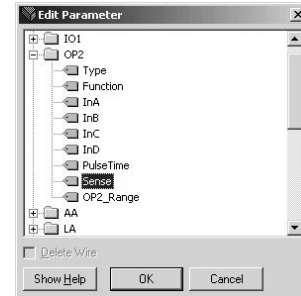 Edit Parameter
IO1
OP2
Type
Function
InA
InB
InC
InD
PulseTime
Sense
OP2_Range
AA
LA
Delete Wire
Show Help
OK
Cancel